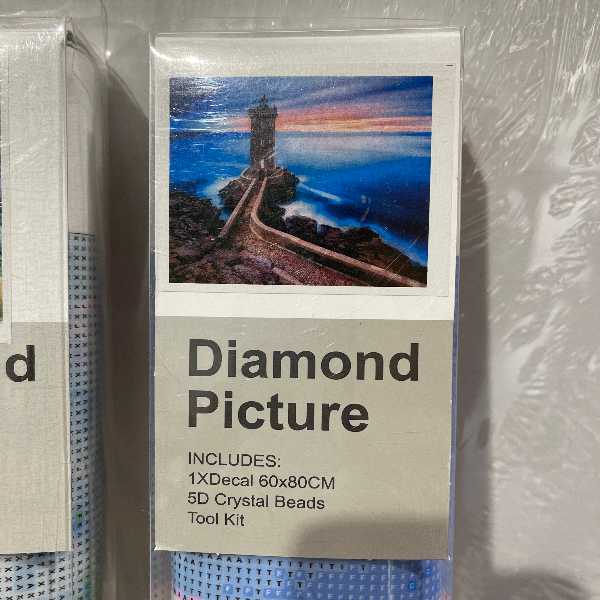 Diamond
Picture
INCLUDES:
1XDecal 60x80CM
5D Crystal Beads
Tool Kit
d